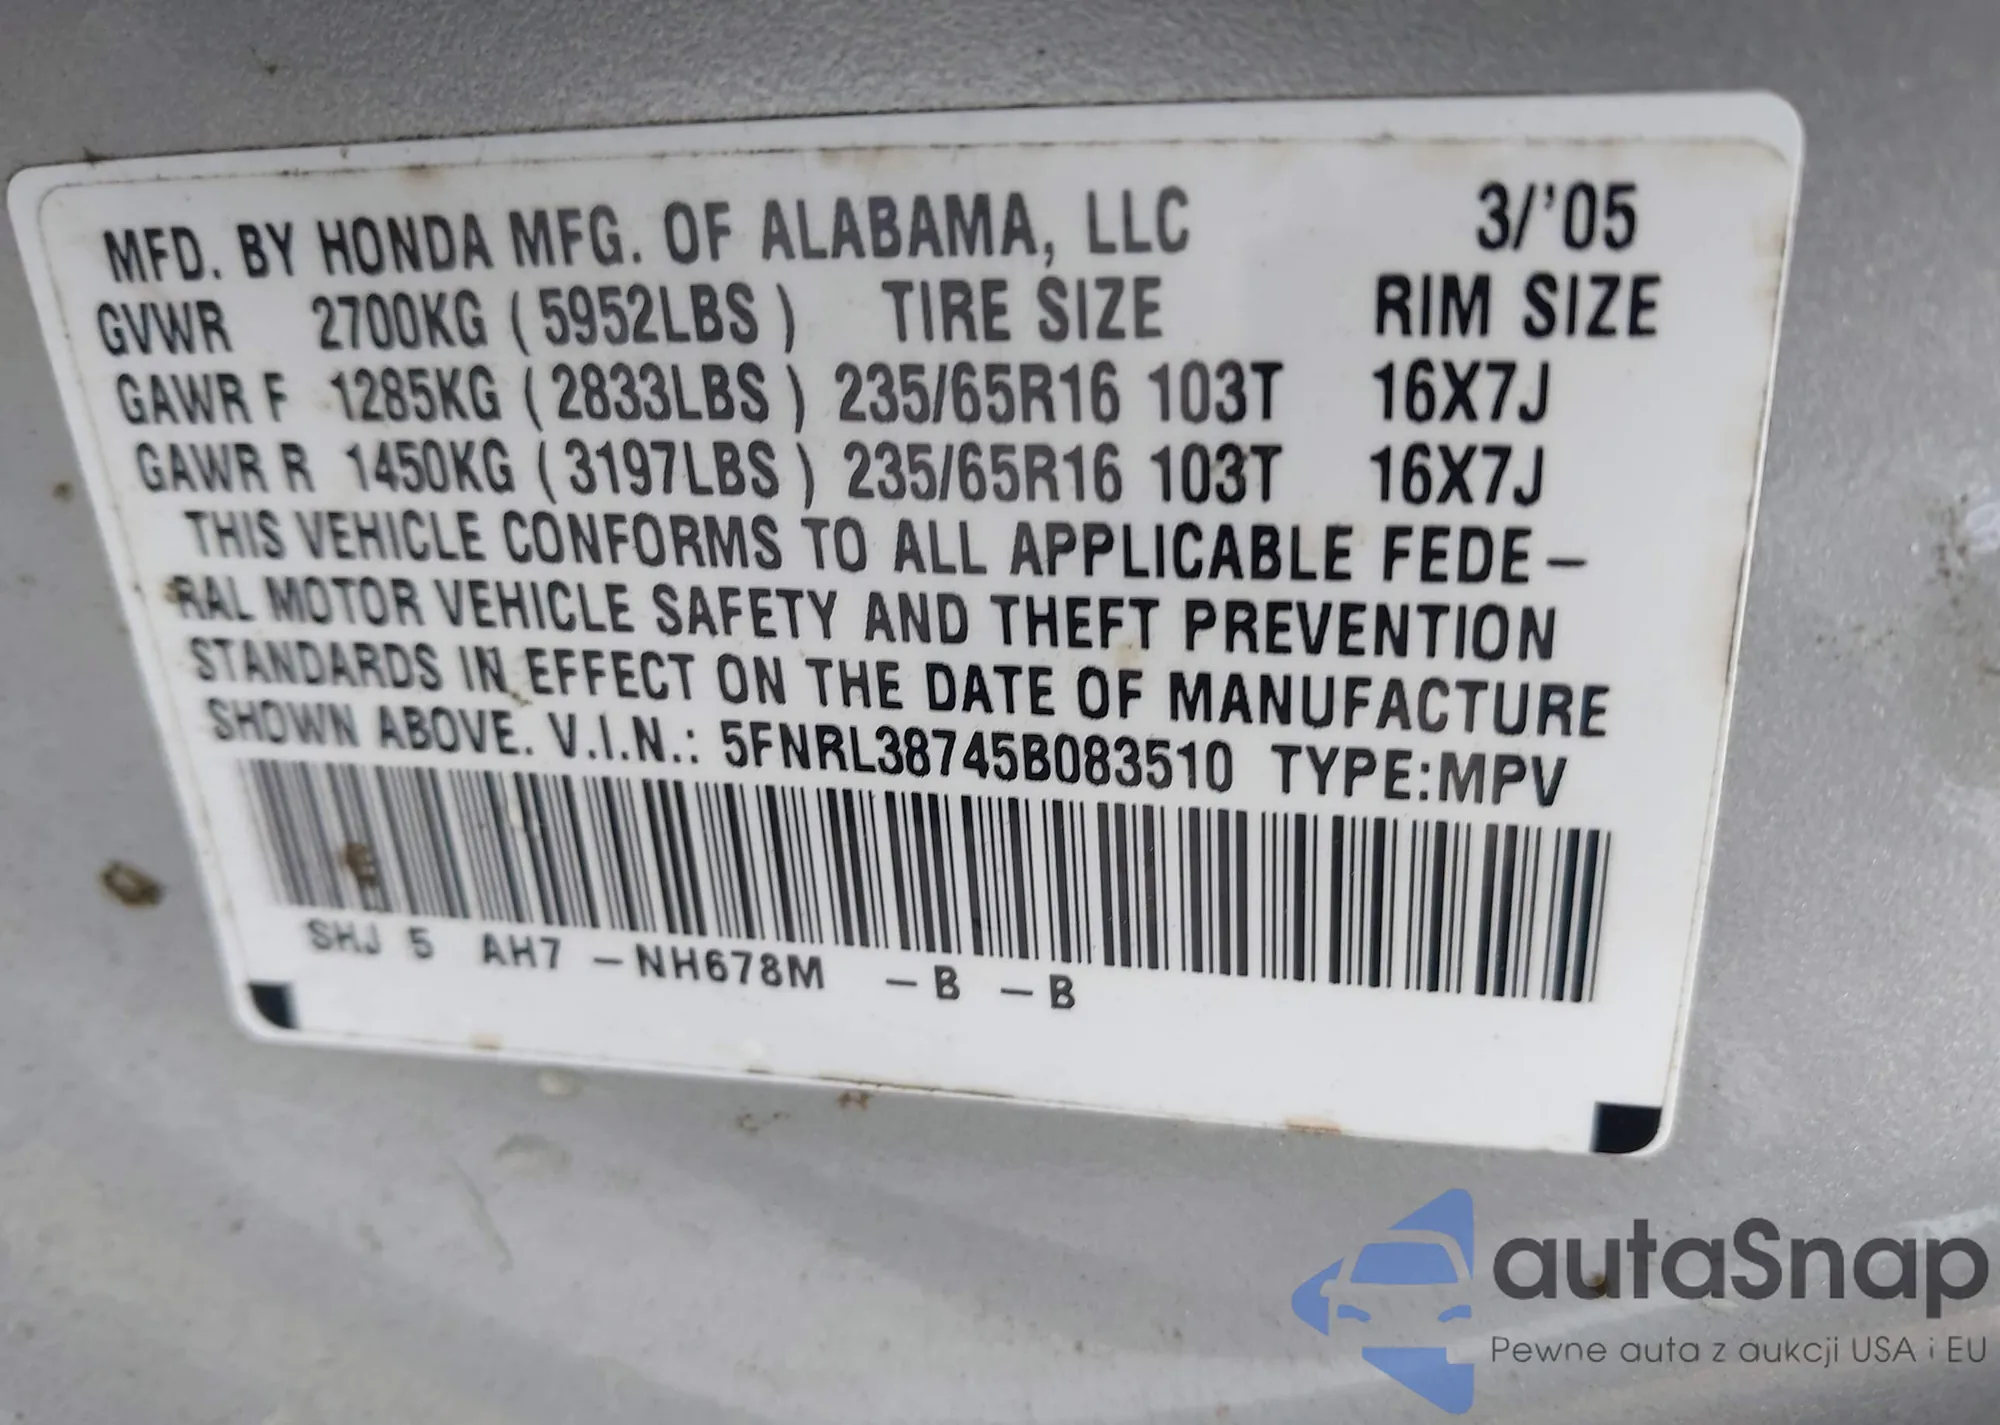 MFD. BY HONDA MFG. OF ALABAMA, LLC 3/'05
GVWR 2700KG (5952LBS) TIRE SIZE RIM SIZE
GAWR F 1285KG (2833LBS) 235/65R16 103T 16X7J
GAWR R 1450KG (3197LBS) 235/65R16 103T 16X7J
THIS VEHICLE CONFORMS TO ALL APPLICABLE FEDE-
RAL MOTOR VEHICLE SAFETY AND THEFT PREVENTION
STANDARDS IN EFFECT ON THE DATE OF MANUFACTURE
SHOWN ABOVE. V.I.N.: 5FNRL38745B083510 TYPE:MPV
SHJ 5 AH7 -NH678M -B -B
autaSnap
Pewne auta z aukcji USA i EU